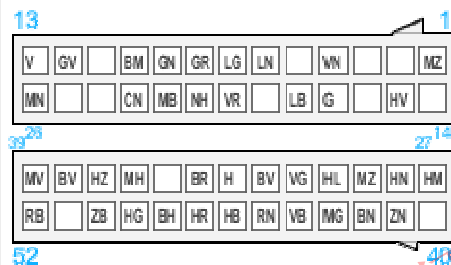 13 1
V GV BM GN GR LG LN WN MZ
MN CN MB NH VR LB G HV
39 26 27 14
MV BV HZ MH BR H BV VG HL MZ HN HM
RB ZB HG BH HR HB RN VB MG BN ZN
52 40